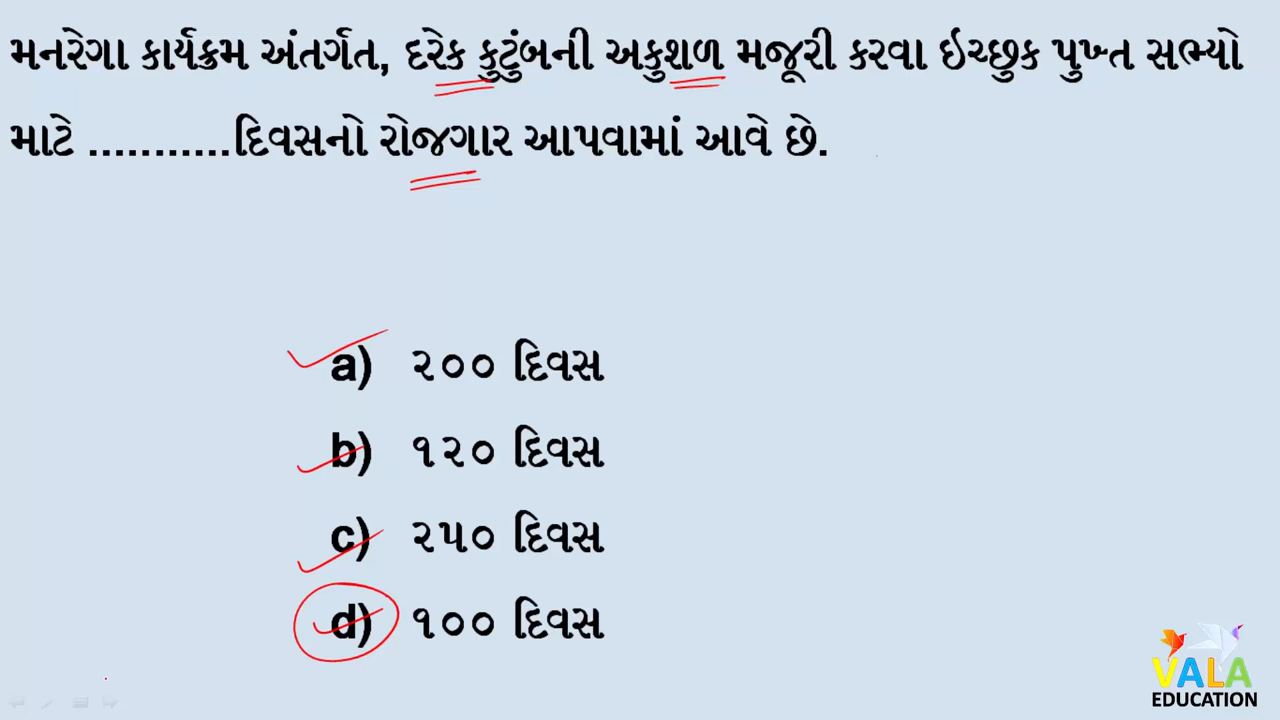 મનરેગા કાર્યક્રમ અંતર્ગત, દરેક કુટુંબની અકુશળ મજૂરી કરવા ઇચ્છુક પુખ્ત સભ્યો
માટે ...........દિવસનો રોજગાર આપવામાં આવે છે.
a) ૨૦૦ દિવસ
b) ૧૨૦ દિવસ
c) ૨૫૦ દિવસ
d) ૧૦૦ દિવસ
VALA
EDUCATION